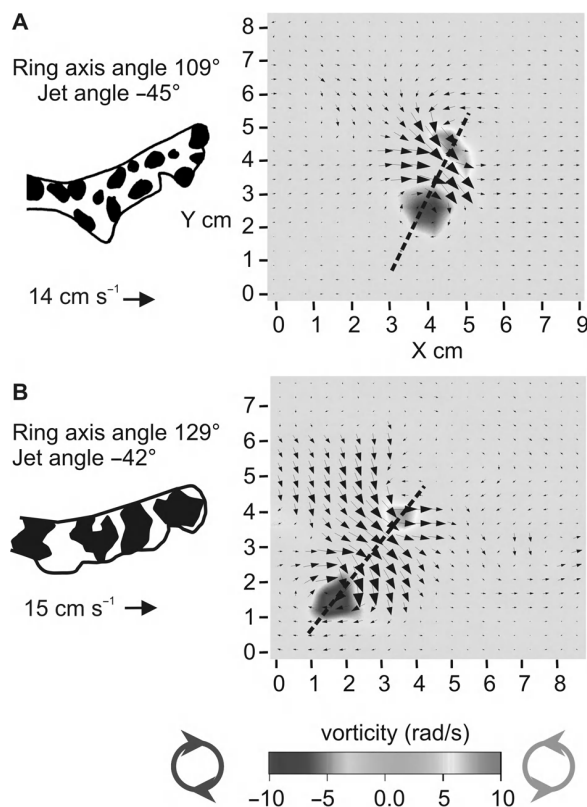 A
Ring axis angle 109°
Jet angle –45°
14 cm s⁻¹
Y cm
8
7
6
5
4
3
2
1
0
0 1 2 3 4 5 6 7 8 9
X cm
B
Ring axis angle 129°
Jet angle –42°
15 cm s⁻¹
7
6
5
4
3
2
1
0
0 1 2 3 4 5 6 7 8
vorticity (rad/s)
–10 –5 0.0 5 10